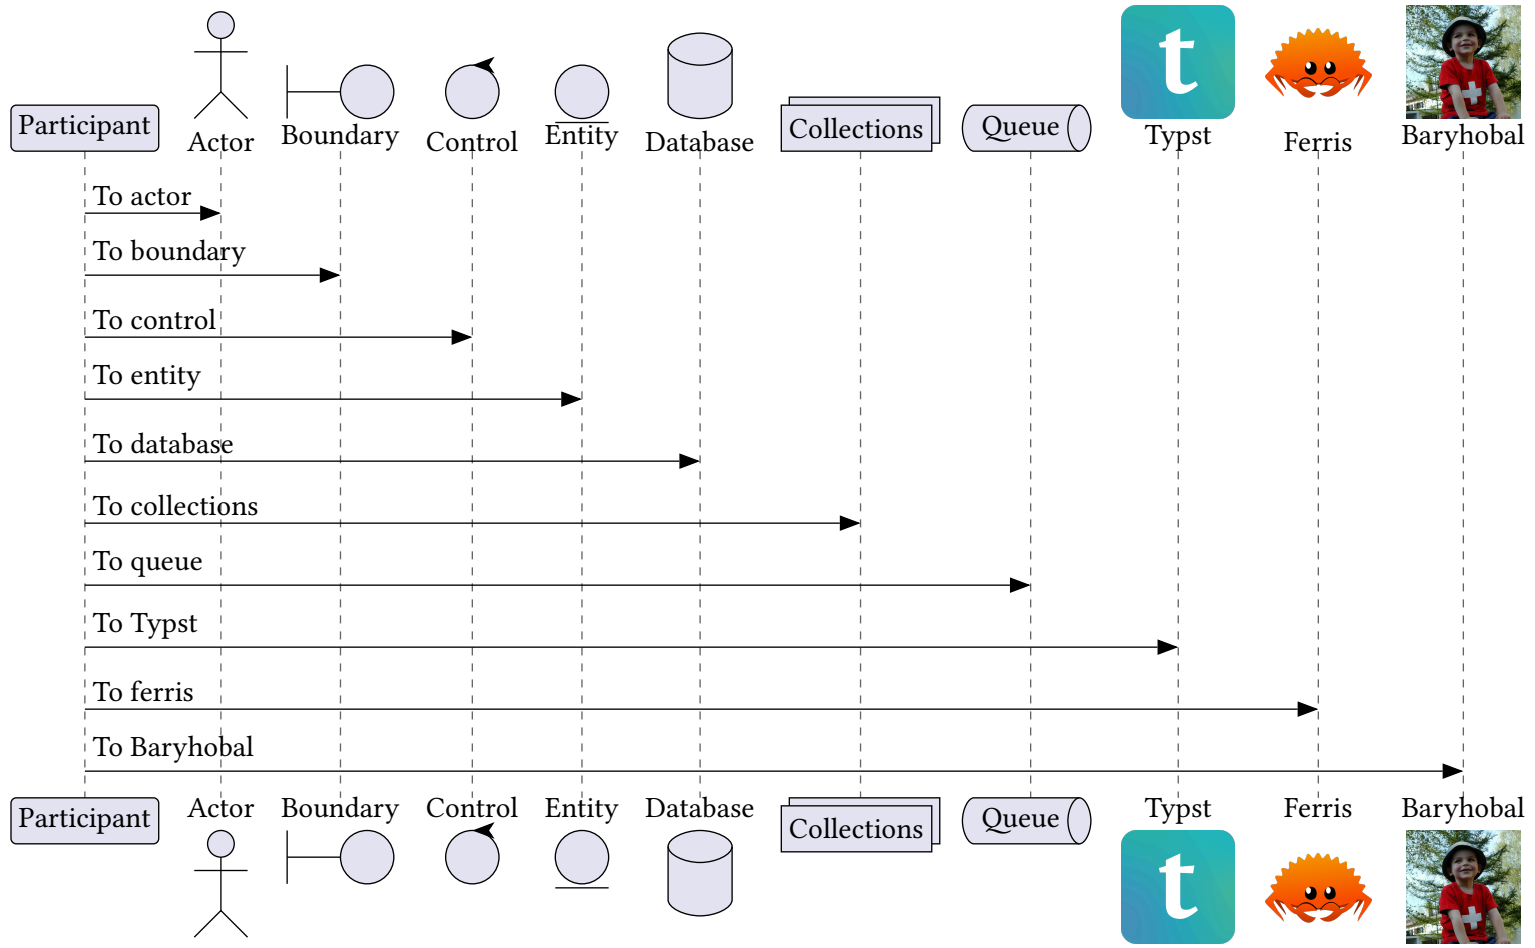 Participant
Actor
Boundary
Control
Entity
Database
Collections
Queue
t
Typst
Ferris
Baryhobal
To actor
To boundary
To control
To entity
To database
To collections
To queue
To Typst
To ferris
To Baryhobal
Participant
Actor
Boundary
Control
Entity
Database
Collections
Queue
Typst
Ferris
Baryhobal
t